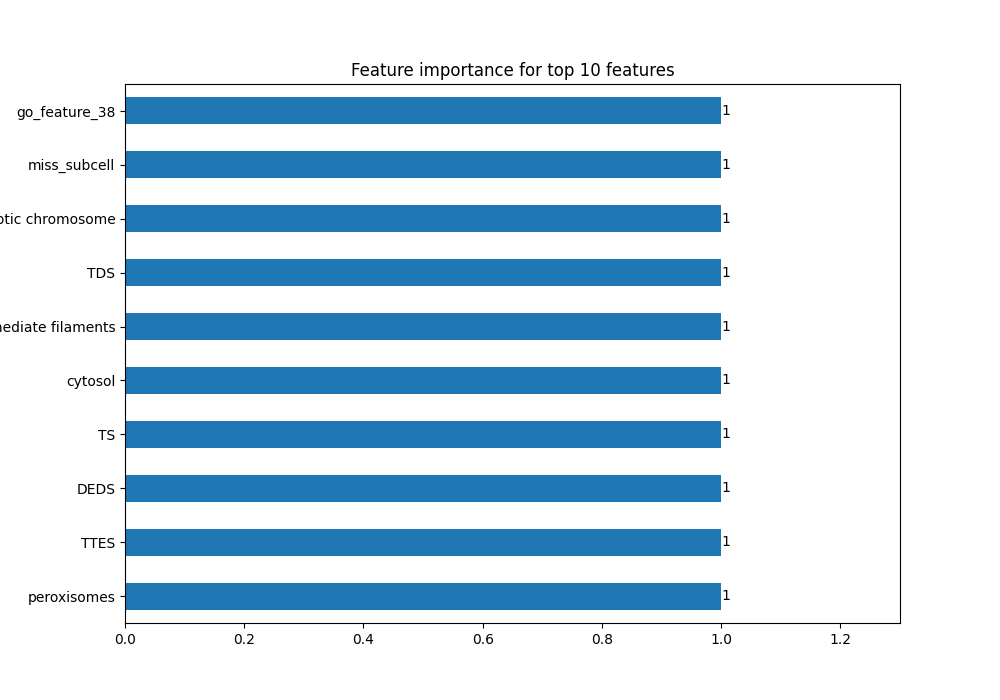 Feature importance for top 10 features
go_feature_38 1
miss_subcell 1
otic chromosome 1
TDS 1
mediate filaments 1
cytosol 1
TS 1
DEDS 1
TTES 1
peroxisomes 1
0.0 0.2 0.4 0.6 0.8 1.0 1.2